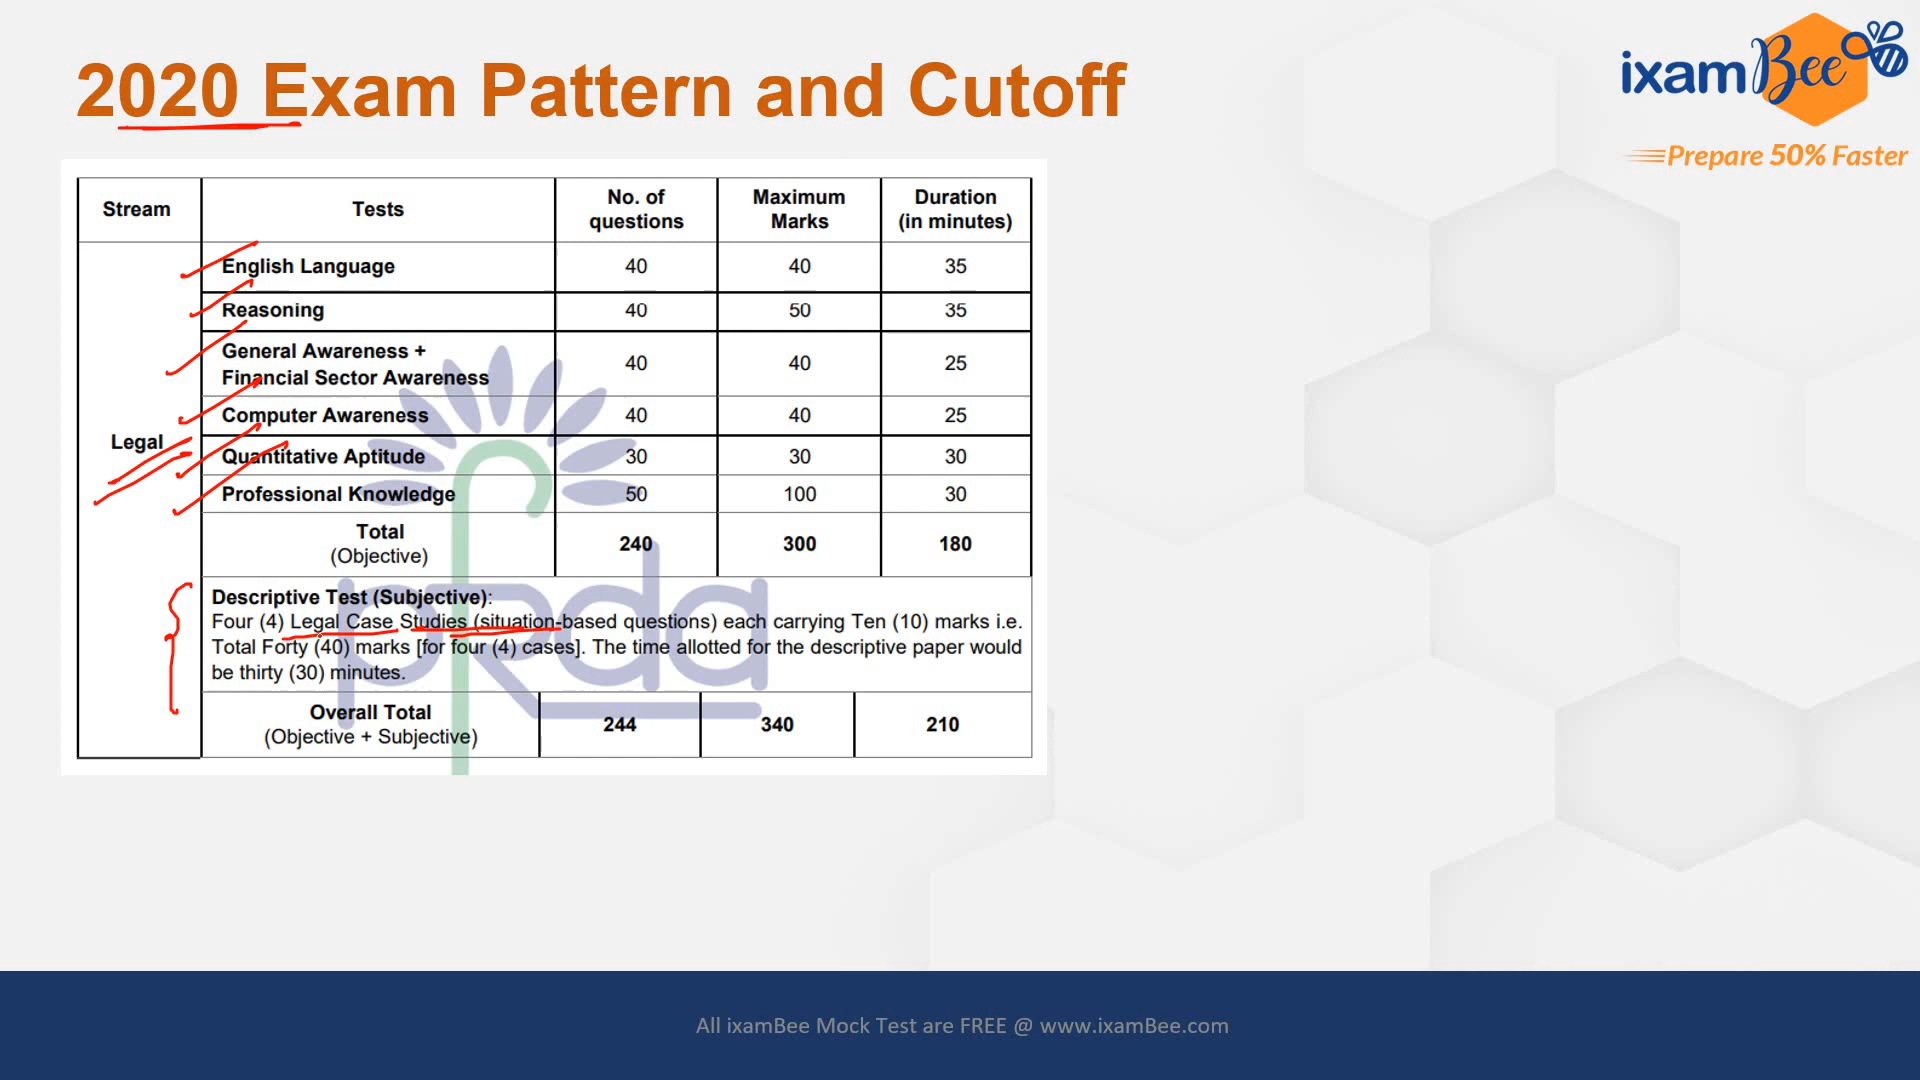 2020 Exam Pattern and Cutoff
ixamBee
Prepare 50% Faster
Stream Tests No. of questions Maximum Marks Duration (in minutes)
Legal
English Language 40 40 35
Reasoning 40 50 35
General Awareness + Financial Sector Awareness 40 40 25
Computer Awareness 40 40 25
Quantitative Aptitude 30 30 30
Professional Knowledge 50 100 30
Total (Objective) 240 300 180
Descriptive Test (Subjective):
Four (4) Legal Case Studies (situation-based questions) each carrying Ten (10) marks i.e.
Total Forty (40) marks [for four (4) cases]. The time allotted for the descriptive paper would
be thirty (30) minutes.
Overall Total (Objective + Subjective) 244 340 210
pfrda
All ixamBee Mock Test are FREE @ www.ixamBee.com